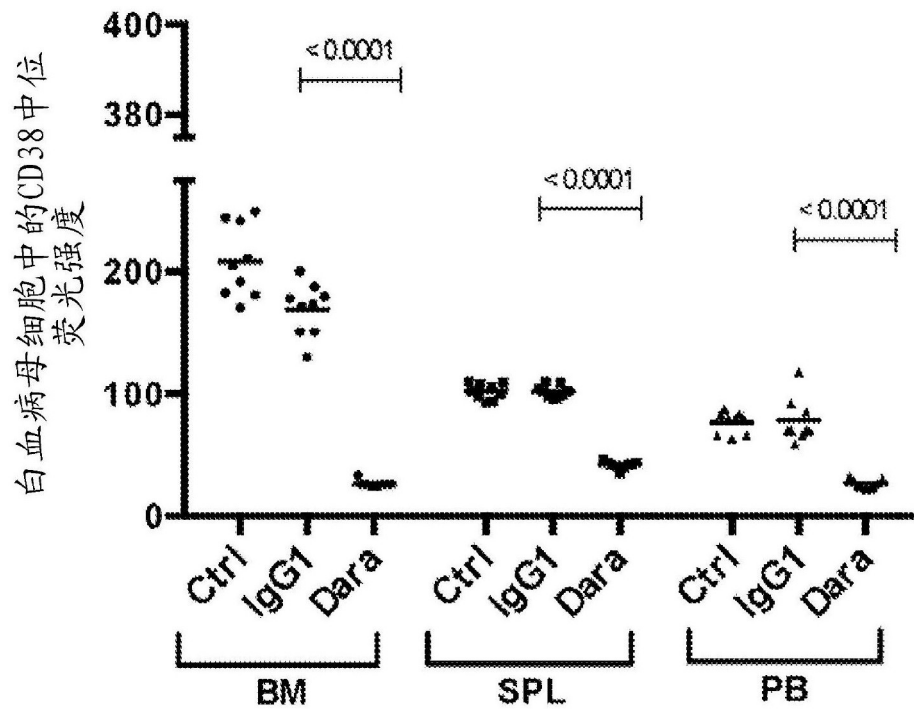 白血病母细胞中的CD38中位
荧光强度
400
380
200
100
0
<0.0001
<0.0001
<0.0001
Ctrl
IgG1
Dara
Ctrl
IgG1
Dara
Ctrl
IgG1
Dara
BM
SPL
PB